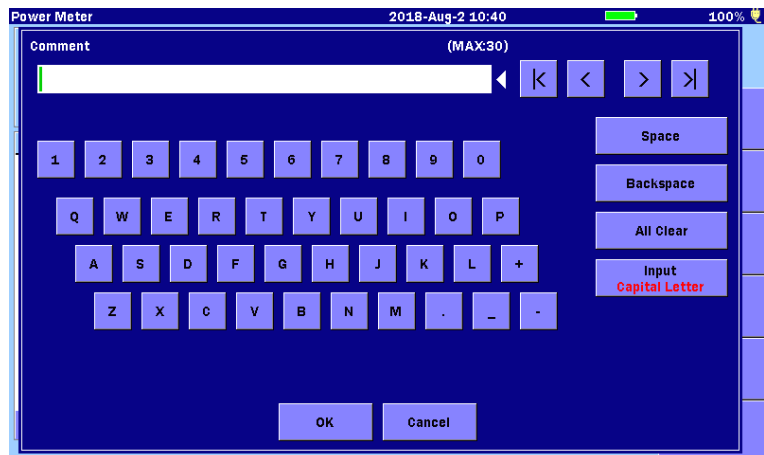 Power Meter 2018-Aug-2 10:40 100%
Comment (MAX:30)
|< < > >|
Space
1 2 3 4 5 6 7 8 9 0
Backspace
Q W E R T Y U I O P
All Clear
A S D F G H J K L +
Input
Capital Letter
Z X C V B N M . _ -
OK Cancel